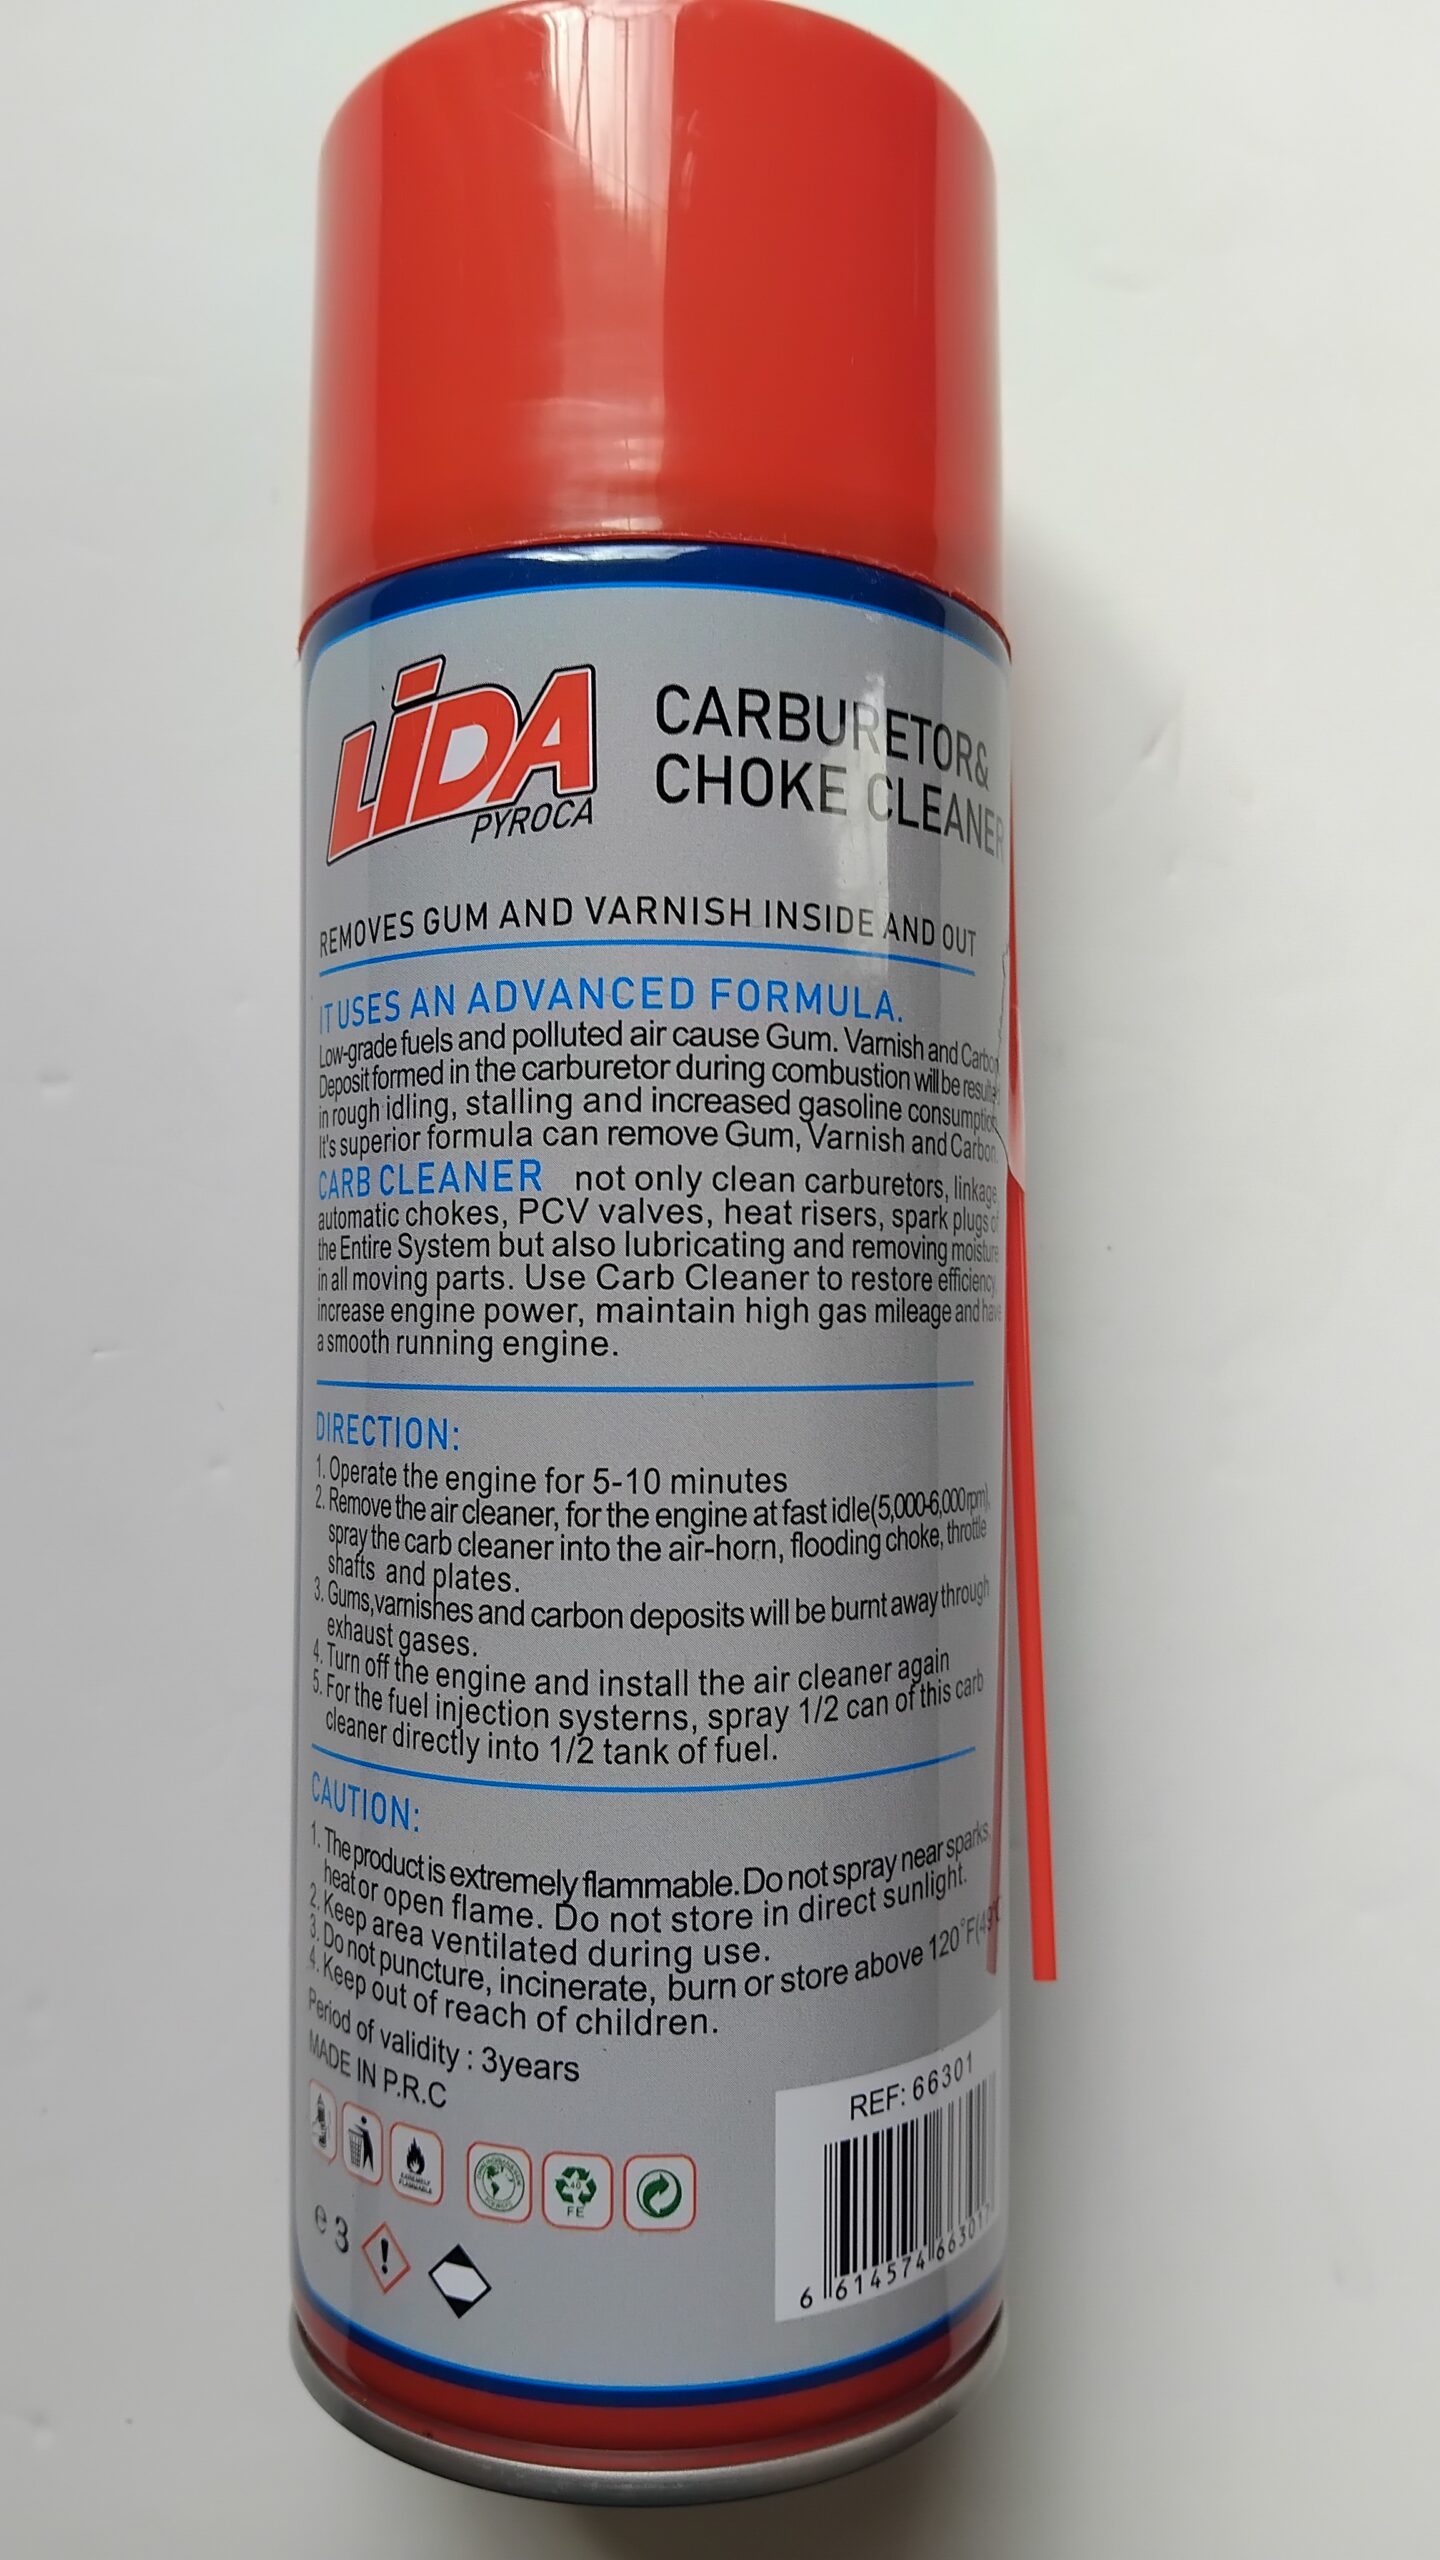 LİDA
PYROCA
CARBURETOR&
CHOKE CLEANER
REMOVES GUM AND VARNISH INSIDE AND OUT
IT USES AN ADVANCED FORMULA.
Low-grade fuels and polluted air cause Gum. Varnish and Carbon
Deposit formed in the carburetor during combustion will be
in rough idling, stalling and increased gasoline consumption
It's superior formula can remove Gum, Varnish and Carbon.
CARB CLEANER not only clean carburetors, linkage,
automatic chokes, PCV valves, heat risers, spark plugs of
the Entire System but also lubricating and removing moisture
in all moving parts. Use Carb Cleaner to restore efficiency,
increase engine power, maintain high gas mileage and have
a smooth running engine.
DIRECTION:
1. Operate the engine for 5-10 minutes
2. Remove the air cleaner, for the engine at fast idle(5,000-6,000rpm),
spray the carb cleaner into the air-horn, flooding choke, throttle
shafts and plates.
3. Gums,varnishes and carbon deposits will be burnt away through
exhaust gases.
4. Turn off the engine and install the air cleaner again
5. For the fuel injection systerns, spray 1/2 can of this carb
cleaner directly into 1/2 tank of fuel.
CAUTION:
1. The product is extremely flammable. Do not spray near sparks,
heat or open flame. Do not store in direct sunlight.
2. Keep area ventilated during use.
3. Do not puncture, incinerate, burn or store above 120°F(49°C
4. Keep out of reach of children.
Period of validity : 3years
MADE IN P.R.C
REF: 66301
EXTREMELY
FLAMMABLE
40
FE
e 3
6 614574 663017